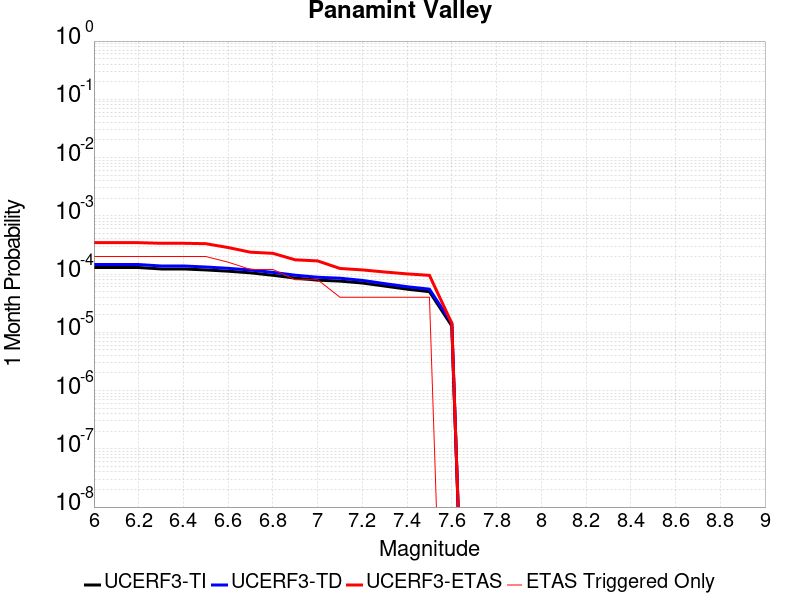 Panamint Valley
10^0
10^-1
10^-2
10^-3
10^-4
10^-5
10^-6
10^-7
10^-8
1 Month Probability
6 6.2 6.4 6.6 6.8 7 7.2 7.4 7.6 7.8 8 8.2 8.4 8.6 8.8 9
Magnitude
UCERF3-TI UCERF3-TD UCERF3-ETAS ETAS Triggered Only